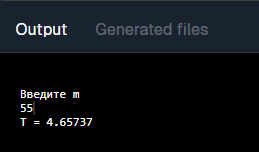 Output Generated files
Введите m
55
T = 4.65737